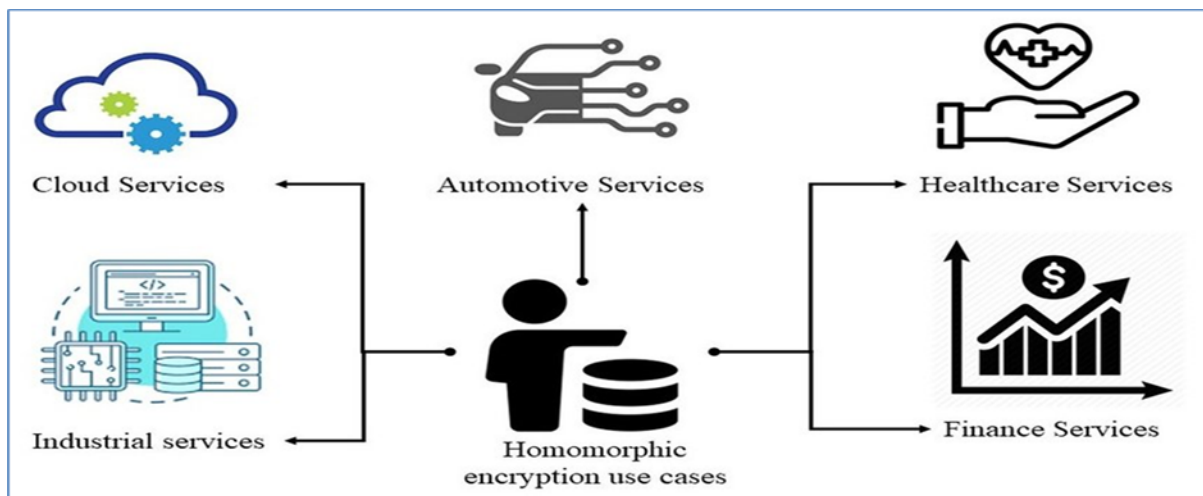 Cloud Services
Automotive Services
Healthcare Services
</>
$
Industrial services
Homomorphic
encryption use cases
Finance Services